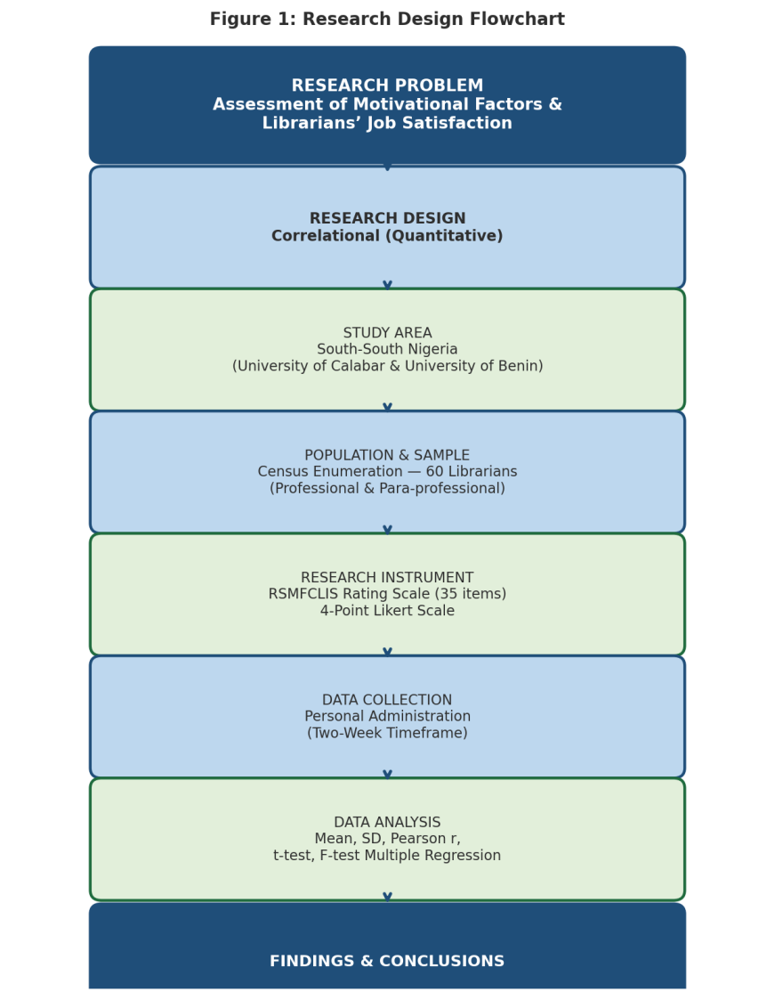 Figure 1: Research Design Flowchart
RESEARCH PROBLEM
Assessment of Motivational Factors &
Librarians’ Job Satisfaction
RESEARCH DESIGN
Correlational (Quantitative)
STUDY AREA
South-South Nigeria
(University of Calabar & University of Benin)
POPULATION & SAMPLE
Census Enumeration — 60 Librarians
(Professional & Para-professional)
RESEARCH INSTRUMENT
RSMFCLIS Rating Scale (35 items)
4-Point Likert Scale
DATA COLLECTION
Personal Administration
(Two-Week Timeframe)
DATA ANALYSIS
Mean, SD, Pearson r,
t-test, F-test Multiple Regression
FINDINGS & CONCLUSIONS